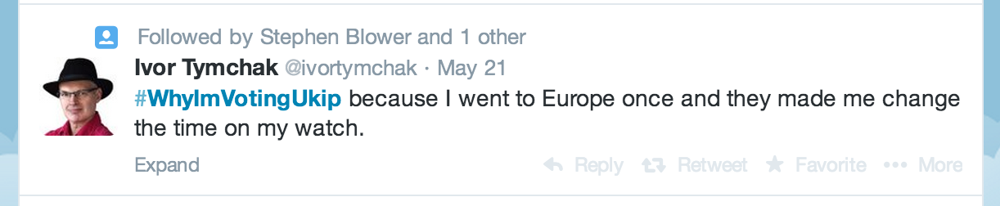 Followed by Stephen Blower and 1 other
Ivor Tymchak @ivortymchak · May 21
#WhyImVotingUkip because I went to Europe once and they made me change
the time on my watch.
Expand Reply Retweet Favorite More